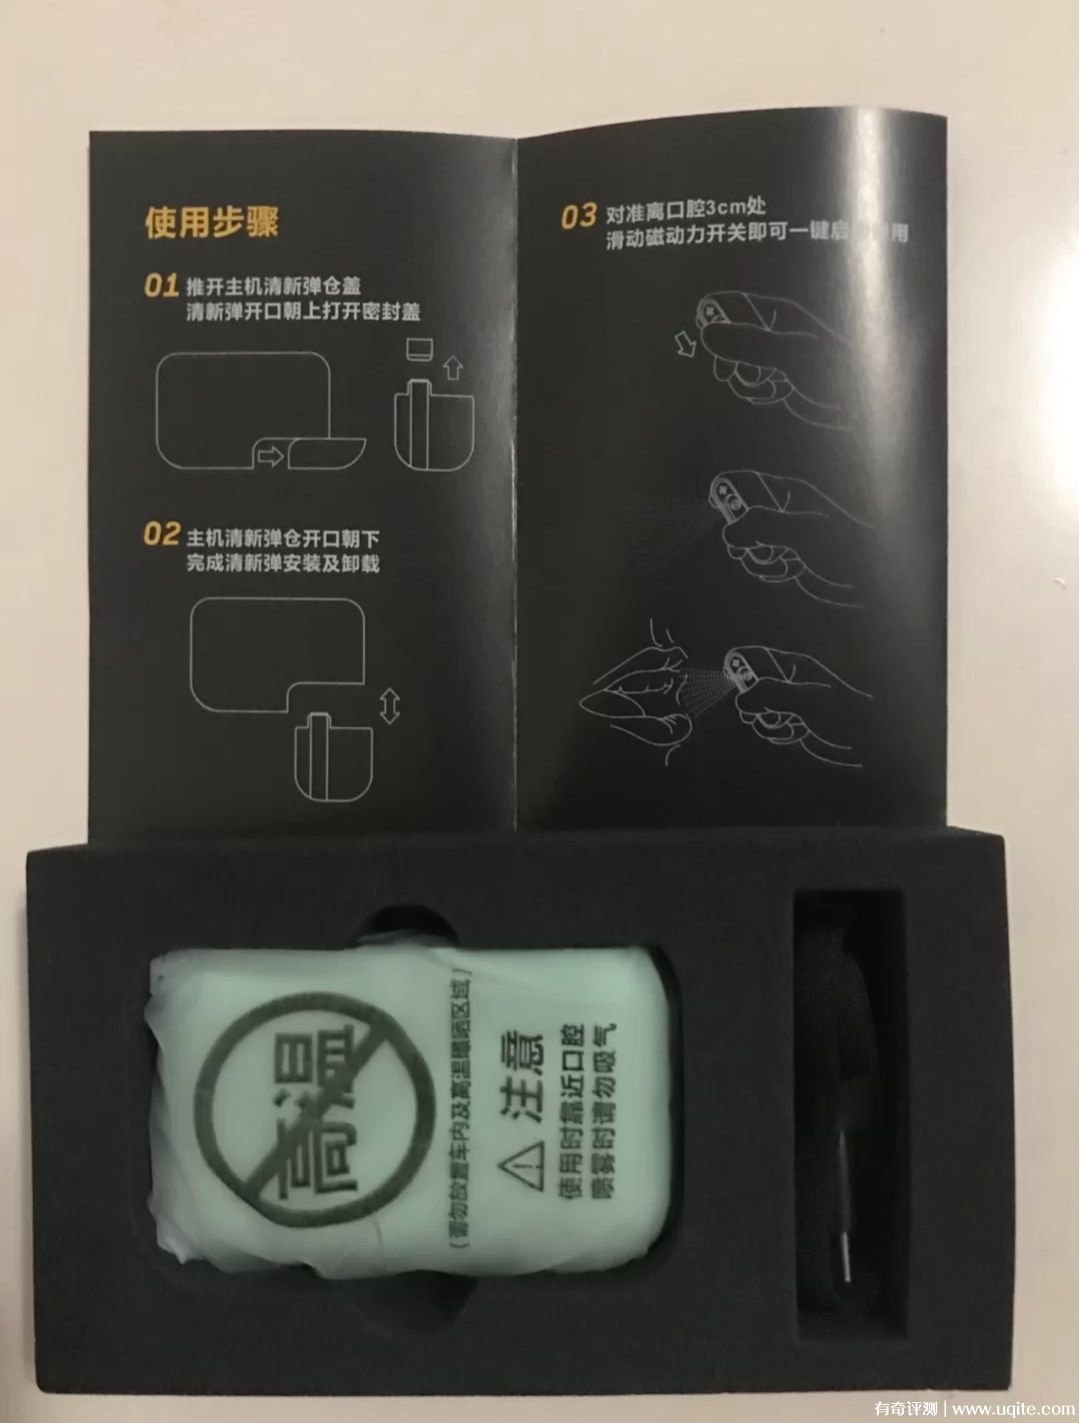 使用步骤
01 推开主机清新弹仓盖
清新弹开口朝上打开密封盖
02 主机清新弹仓开口朝下
完成清新弹安装及卸载
03 对准离口腔3cm处
滑动磁动力开关即可一键启 用
高温
(请勿放置车内及高温曝晒区域)
注意
使用时靠近口腔
喷雾时请勿吸气
有奇评测 | www.uqite.com